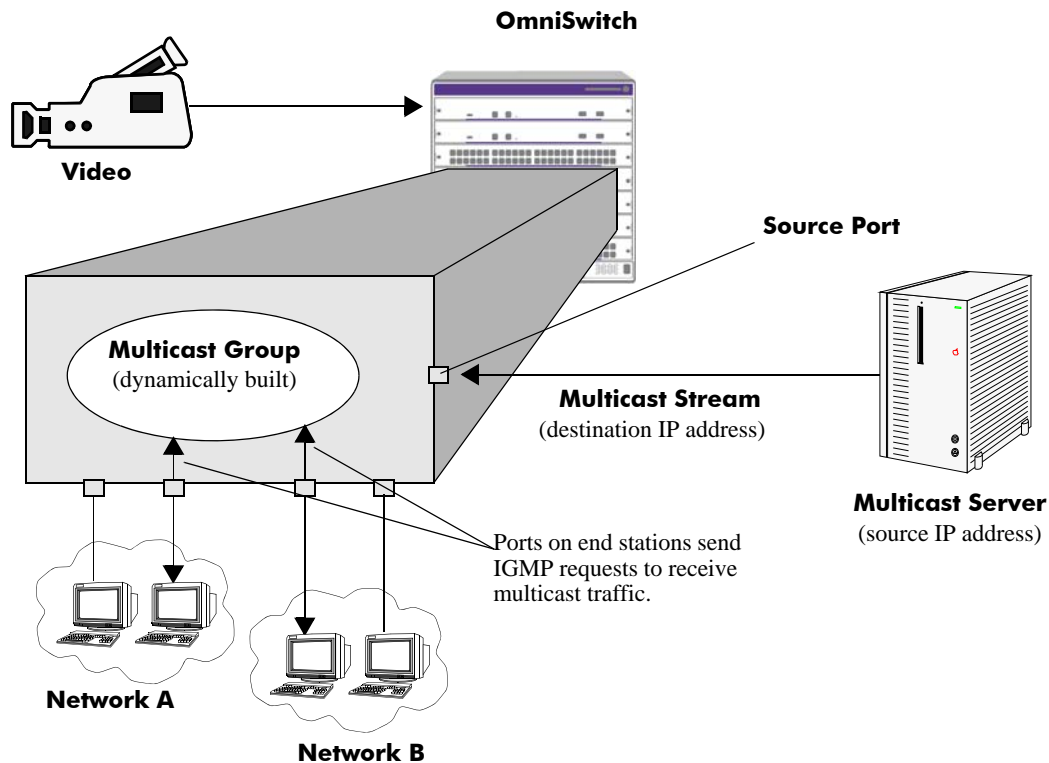 OmniSwitch
Video
Source Port
Multicast Group
(dynamically built)
Multicast Stream
(destination IP address)
Multicast Server
(source IP address)
Ports on end stations send
IGMP requests to receive
multicast traffic.
Network A
Network B